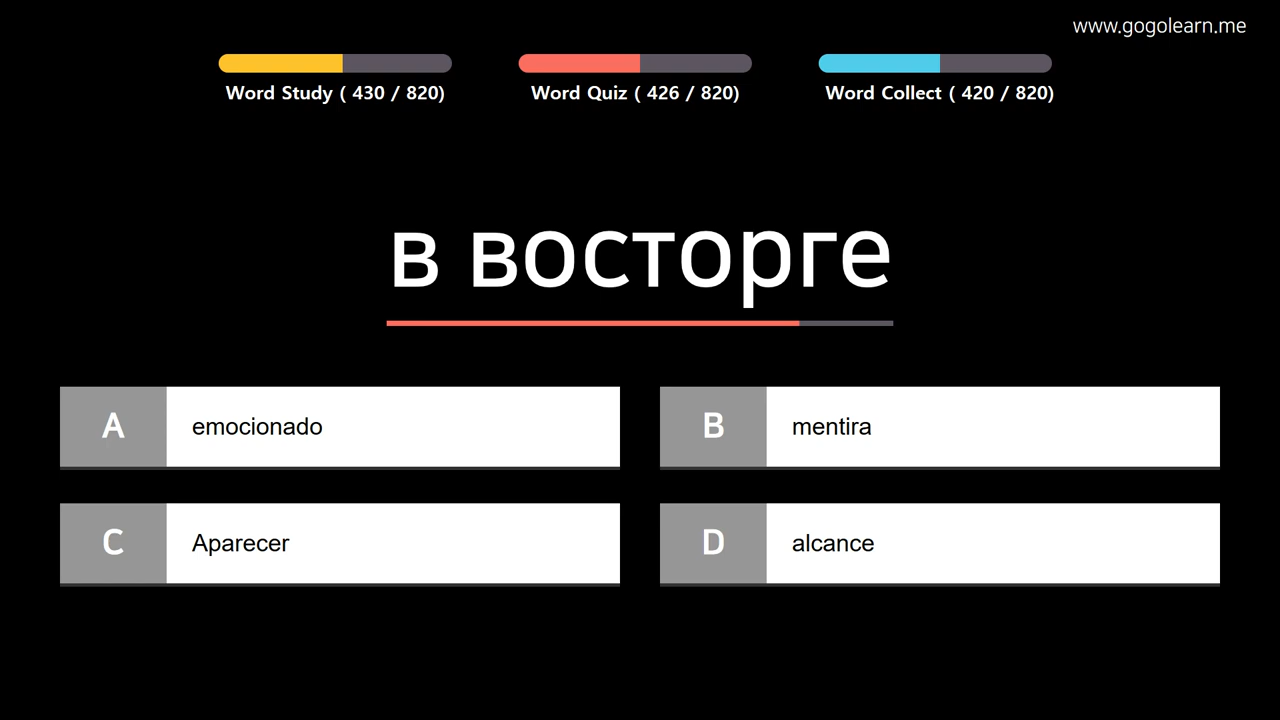 www.gogolearn.me
Word Study ( 430 / 820)
Word Quiz ( 426 / 820)
Word Collect ( 420 / 820)
в восторге
A
emocionado
B
mentira
C
Aparecer
D
alcance